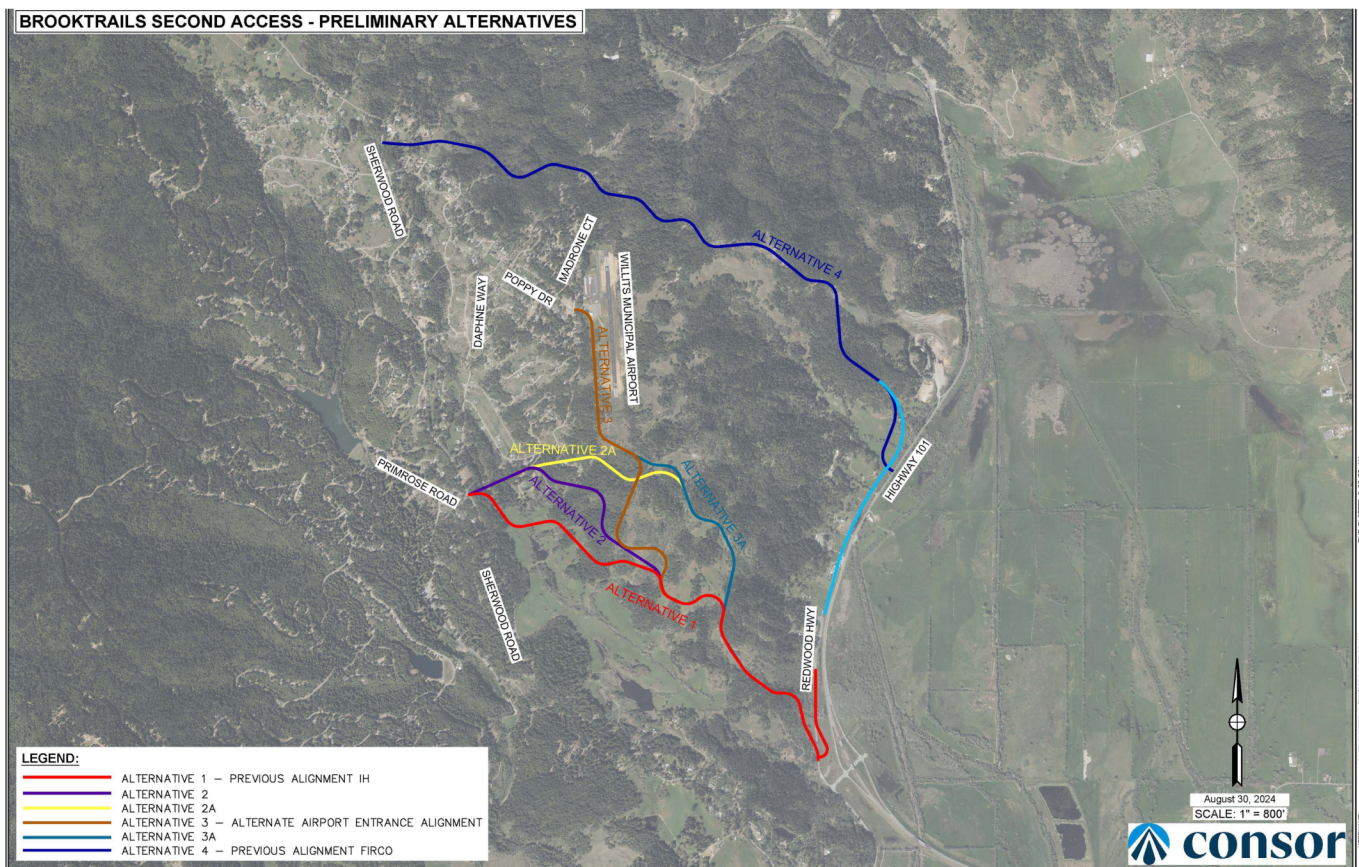 BROOKTRAILS SECOND ACCESS - PRELIMINARY ALTERNATIVES
SHERWOOD ROAD
MADRONE CT
POPPY DR
WILLITS MUNICIPAL AIRPORT
ALTERNATIVE 4
DAPHNE WAY
ALTERNATIVE 3
ALTERNATIVE 2A
PRIMROSE ROAD
ALTERNATIVE 2
ALTERNATIVE 3A
HIGHWAY 101
SHERWOOD ROAD
ALTERNATIVE 1
REDWOOD HWY
LEGEND:
ALTERNATIVE 1 – PREVIOUS ALIGNMENT IH
ALTERNATIVE 2
ALTERNATIVE 2A
ALTERNATIVE 3 – ALTERNATE AIRPORT ENTRANCE ALIGNMENT
ALTERNATIVE 3A
ALTERNATIVE 4 – PREVIOUS ALIGNMENT FIRCO
August 30, 2024
SCALE: 1" = 800'
consor